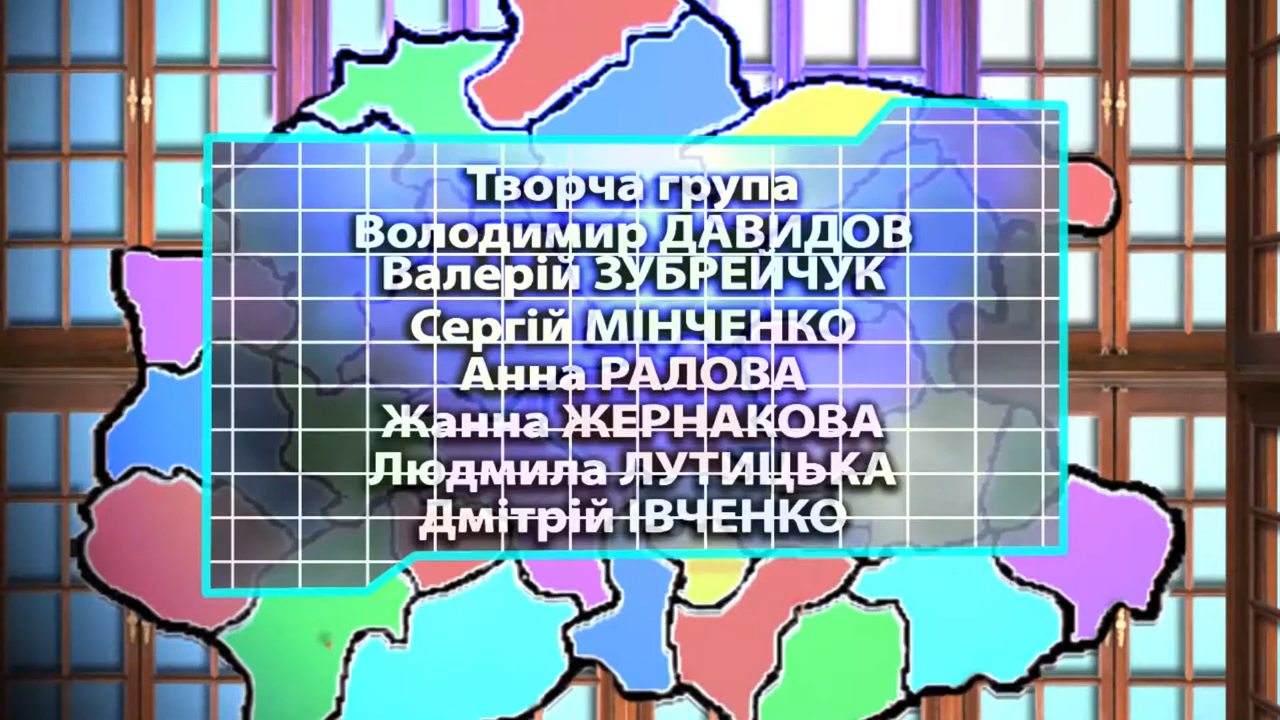 Творча група
Володимир ДАВИДОВ
Валерій ЗУБРЕЙЧУК
Сергій МІНЧЕНКО
Анна РАЛОВА
Жанна ЖЕРНАКОВА
Людмила ЛУТИЦЬКА
Дмітрій ІВЧЕНКО